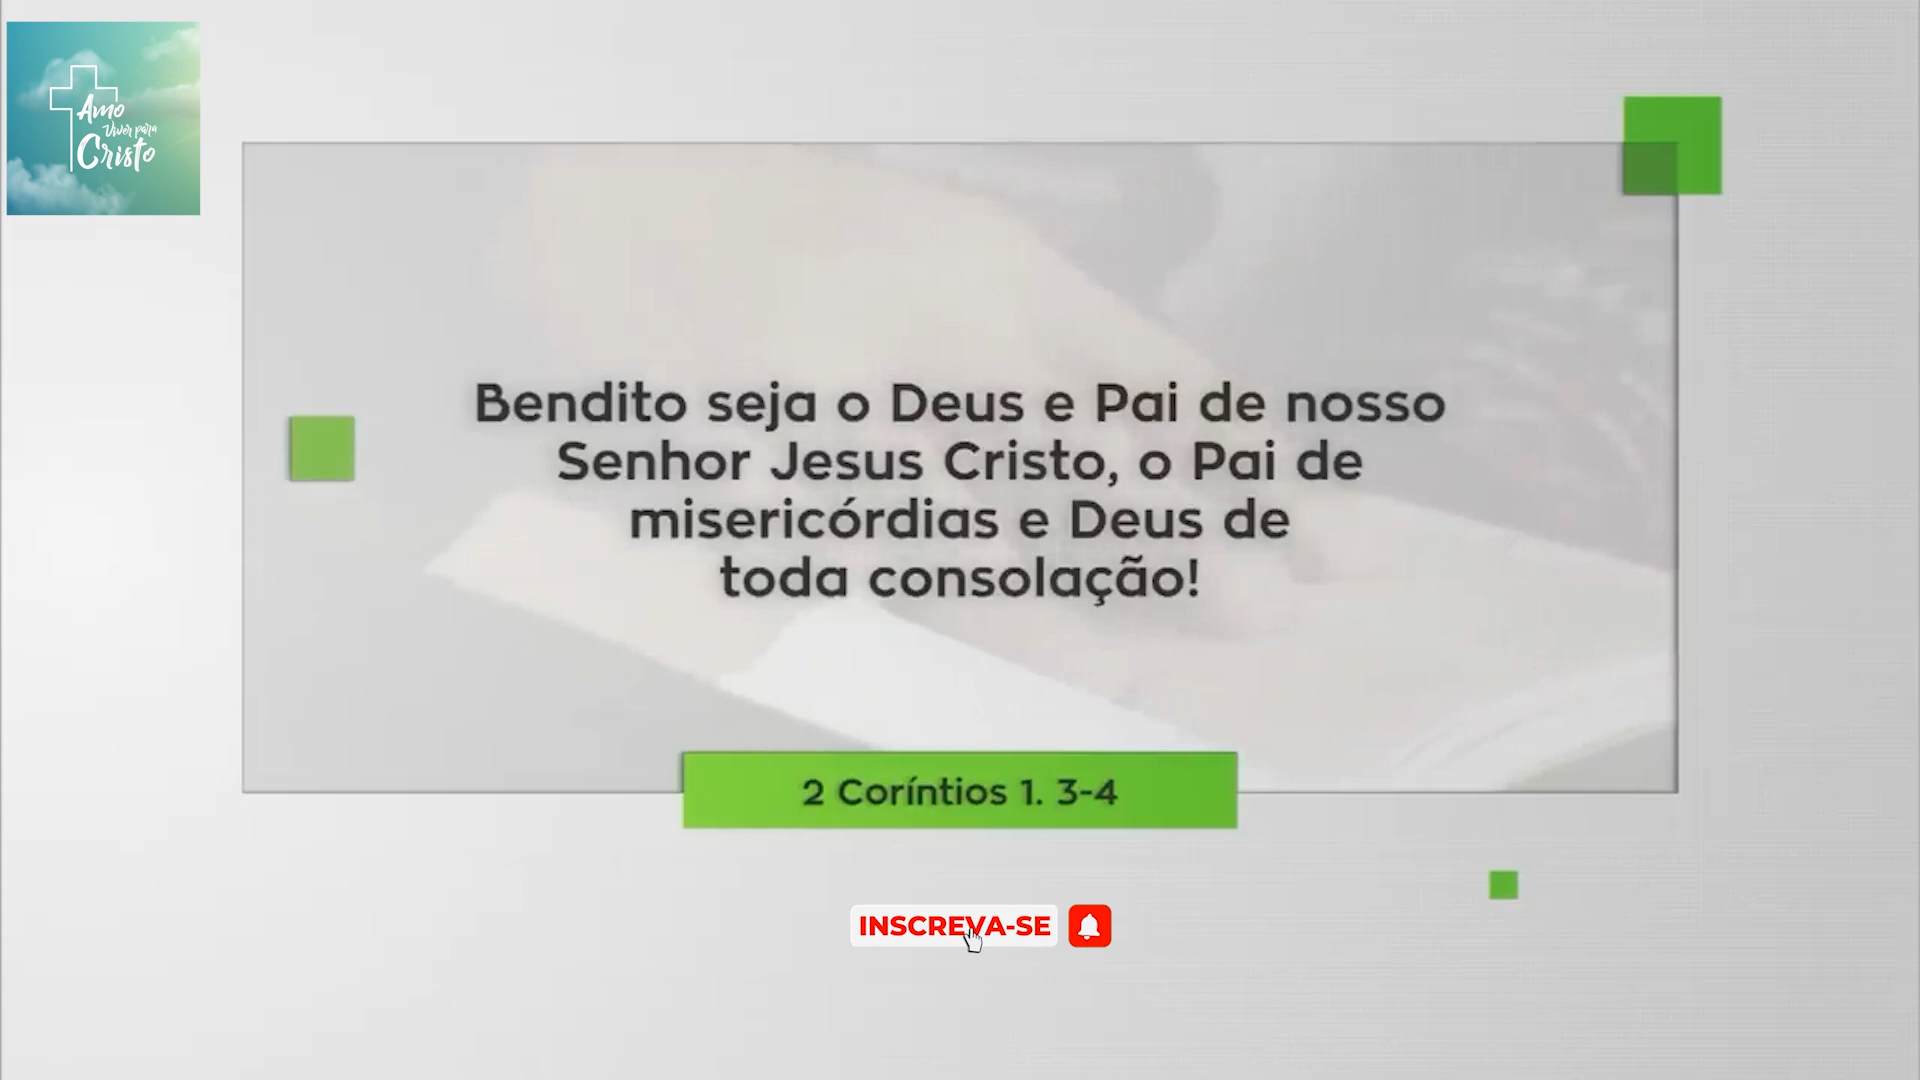 Amo
Viver para
Cristo
Bendito seja o Deus e Pai de nosso
Senhor Jesus Cristo, o Pai de
misericórdias e Deus de
toda consolação!
2 Coríntios 1. 3-4
INSCREVA-SE